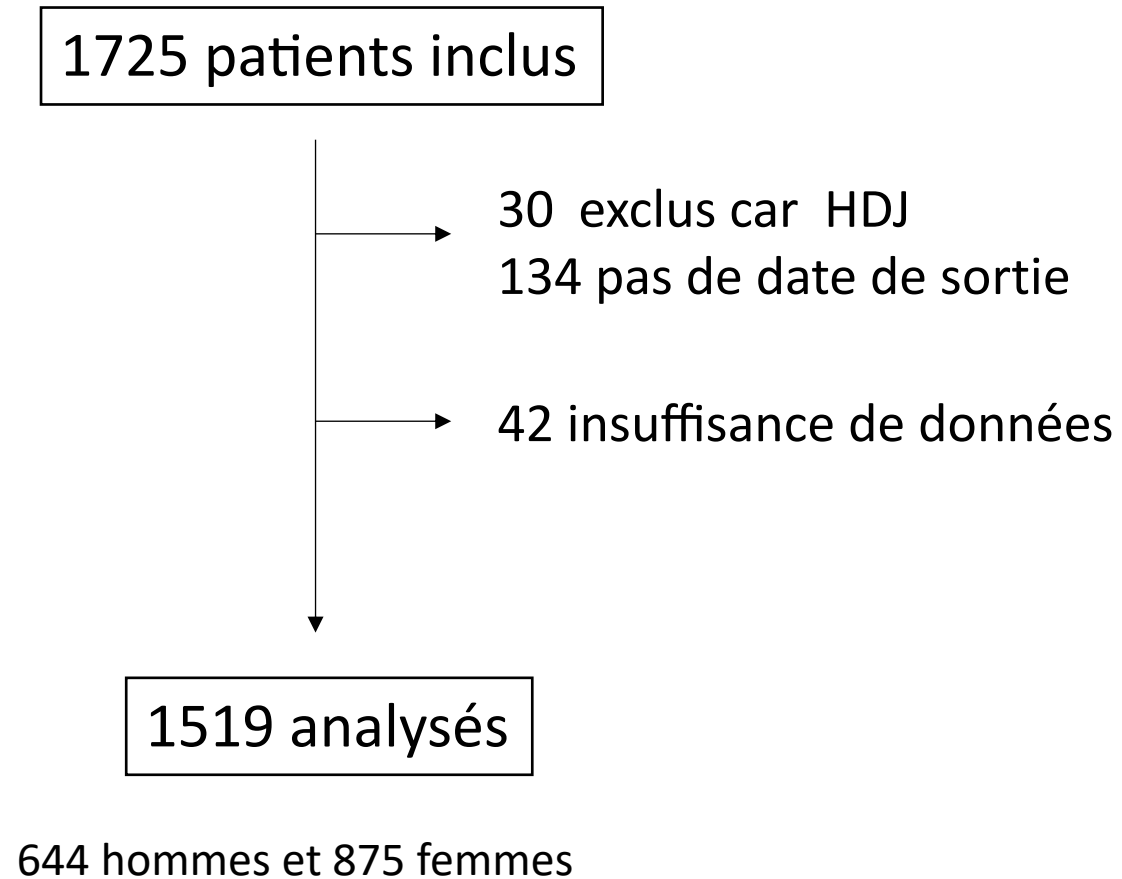 1725 patients inclus
30 exclus car HDJ
134 pas de date de sortie
42 insuffisance de données
1519 analysés
644 hommes et 875 femmes